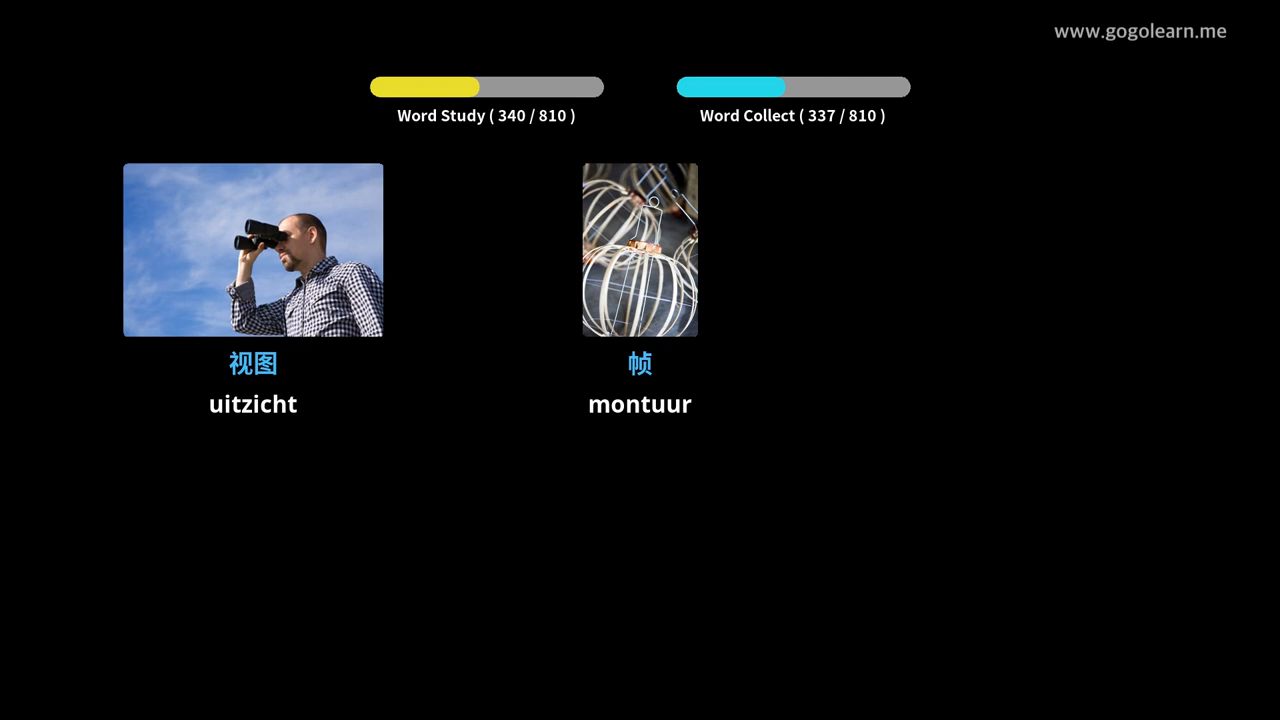 www.gogolearn.me
Word Study ( 340 / 810 )
Word Collect ( 337 / 810 )
视图
帧
uitzicht
montuur